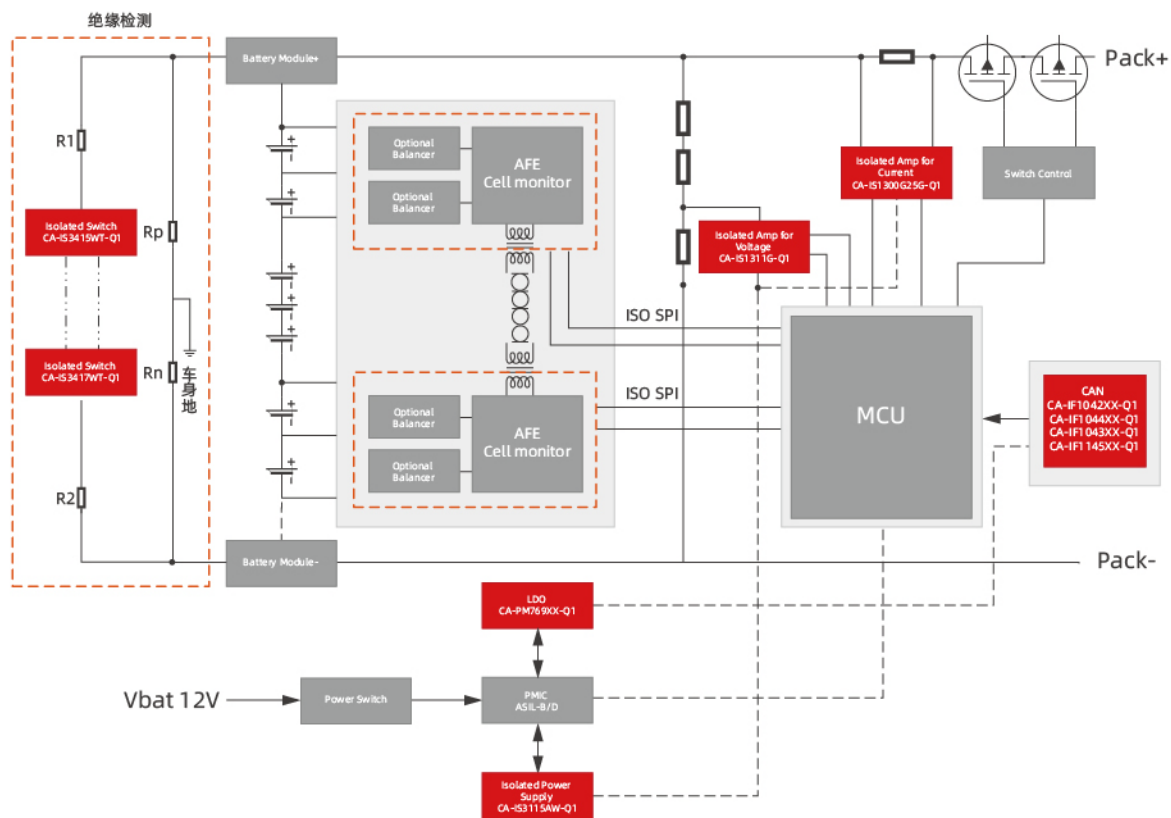 绝缘检测
R1
Isolated Switch
CA-IS3415WT-Q1
Rp
Isolated Switch
CA-IS3417WT-Q1
Rn
车身地
R2
Battery Module+
Optional
Balancer
Optional
Balancer
AFE
Cell monitor
Optional
Balancer
Optional
Balancer
AFE
Cell monitor
Battery Module-
ISO SPI
ISO SPI
Isolated Amp for
Voltage
CA-IS1311G-Q1
Isolated Amp for
Current
CA-IS1300G25G-Q1
Switch Control
Pack+
MCU
CAN
CA-IF1042XX-Q1
CA-IF1044XX-Q1
CA-IF1043XX-Q1
CA-IF1145XX-Q1
Pack-
LDO
CA-PM769XX-Q1
Vbat 12V
Power Switch
PMIC
ASIL-B/D
Isolated Power
Supply
CA-IS3115AW-Q1